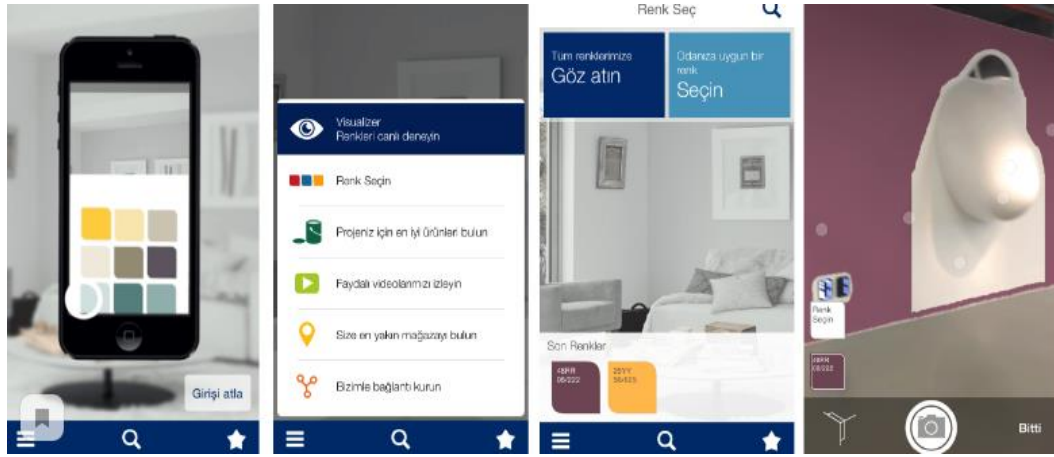 Girişi atla
Visualizer
Renkleri canlı deneyin
Renk Seçin
Projeniz için en iyi ürünleri bulun
Faydalı videolarımızı izleyin
Size en yakın mağazayı bulun
Bizimle bağlantı kurun
Renk Seç
Tüm renklerimize
Göz atın
Odanıza uygun bir
renk
Seçin
Son Renkler
Renk
Seçin
Bitti